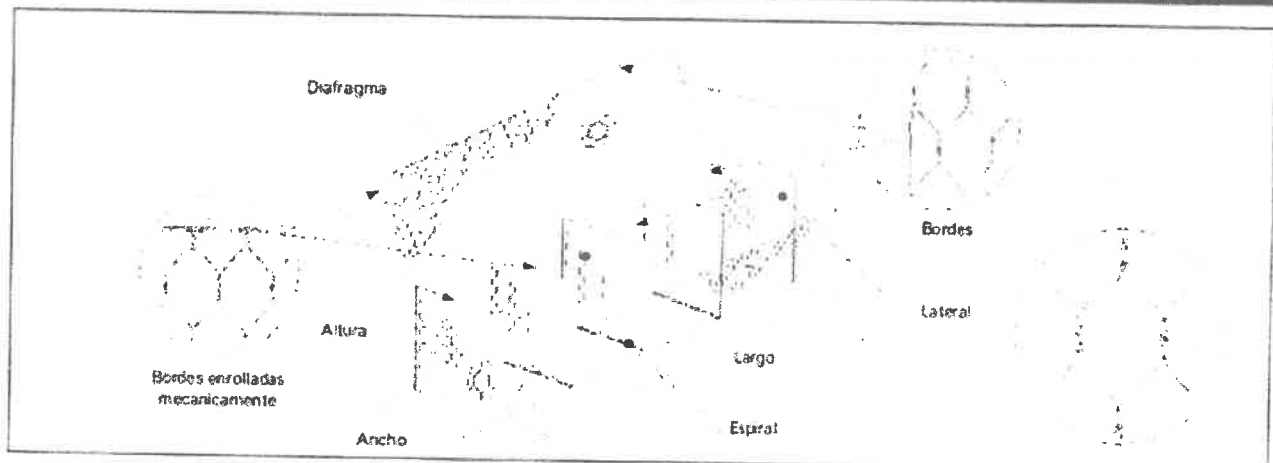 Diafragma
Bordes
Altura
Lateral
Largo
Bordes enrolladas
mecanicamente
Espiral
Ancho